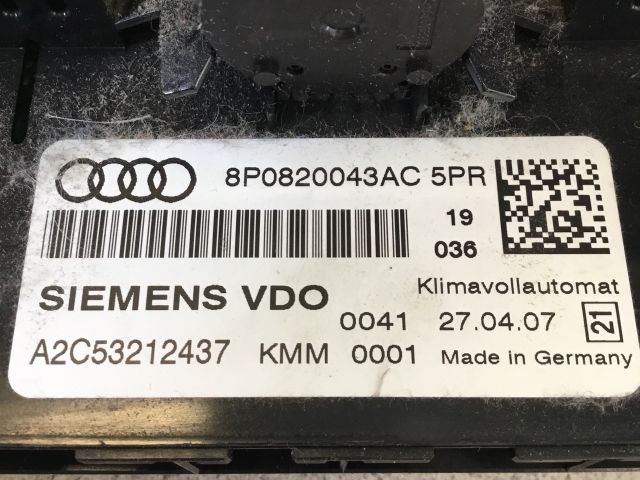 8P0820043AC 5PR
19
036
SIEMENS VDO
Klimavollautomat
0041 27.04.07 21
A2C53212437 KMM 0001 Made in Germany